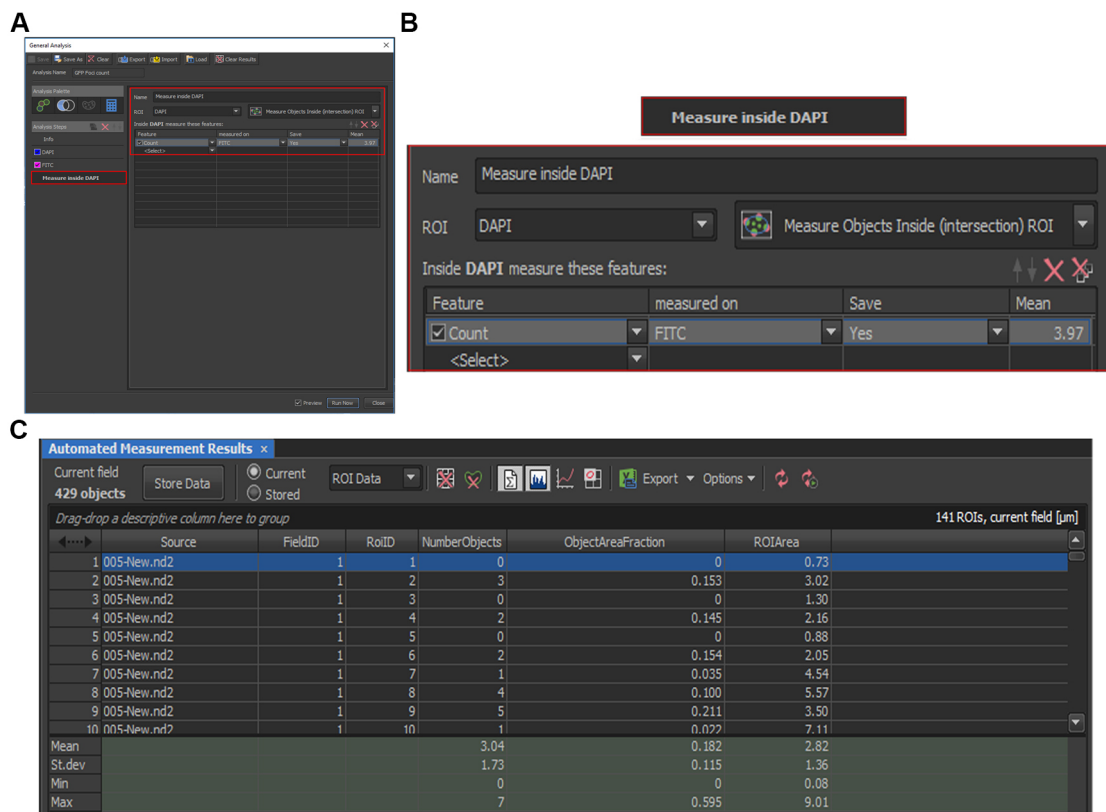 A
General Analysis
Save Save As Clear Export Import Load Clear Results
Analysis Name GFP Foci count
Analysis Palette
Analysis Steps
Info
DAPI
FITC
Measure inside DAPI
Name Measure inside DAPI
ROI DAPI Measure Objects Inside (intersection) ROI
Inside DAPI measure these features:
Feature measured on Save Mean
Count FITC Yes 3.97
<Select>
Preview Run Now Close
B
Measure inside DAPI
Name Measure inside DAPI
ROI DAPI Measure Objects Inside (intersection) ROI
Inside DAPI measure these features:
Feature measured on Save Mean
Count FITC Yes 3.97
<Select>
C
Automated Measurement Results x
Current field
429 objects
Store Data
Current
Stored
ROI Data Export Options
Drag-drop a descriptive column here to group 141 ROIs, current field [µm]
Source FieldID RoiID NumberObjects ObjectAreaFraction ROIArea
1 005-New.nd2 1 1 0 0 0.73
2 005-New.nd2 1 2 3 0.153 3.02
3 005-New.nd2 1 3 0 0 1.30
4 005-New.nd2 1 4 2 0.145 2.16
5 005-New.nd2 1 5 0 0 0.88
6 005-New.nd2 1 6 2 0.154 2.05
7 005-New.nd2 1 7 1 0.035 4.54
8 005-New.nd2 1 8 4 0.100 5.57
9 005-New.nd2 1 9 5 0.211 3.50
10 005-New.nd2 1 10 1 0.022 7.11
Mean 3.04 0.182 2.82
St.dev 1.73 0.115 1.36
Min 0 0 0.08
Max 7 0.595 9.01